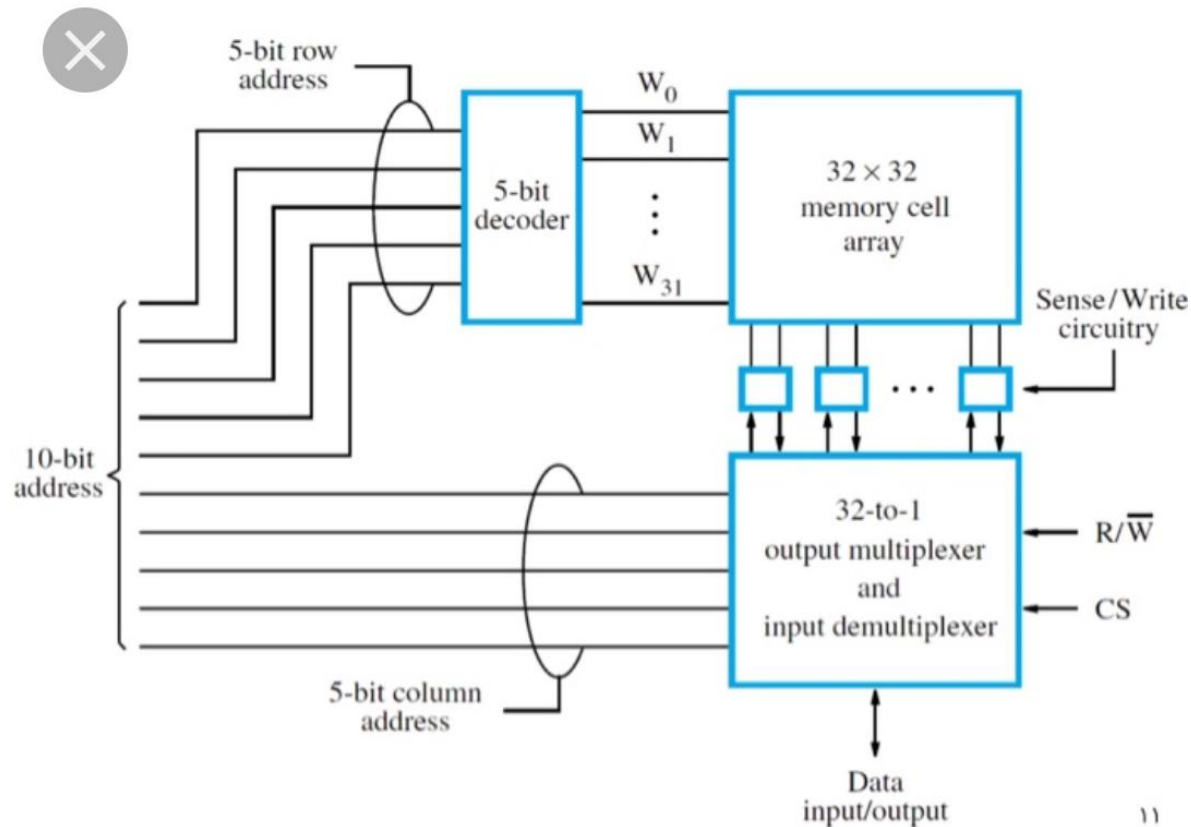 5-bit row
address
W0
W1
5-bit
decoder
⋮
W31
32 × 32
memory cell
array
Sense/Write
circuitry
. . .
10-bit
address
32-to-1
output multiplexer
and
input demultiplexer
R/W̅
CS
5-bit column
address
Data
input/output
١١